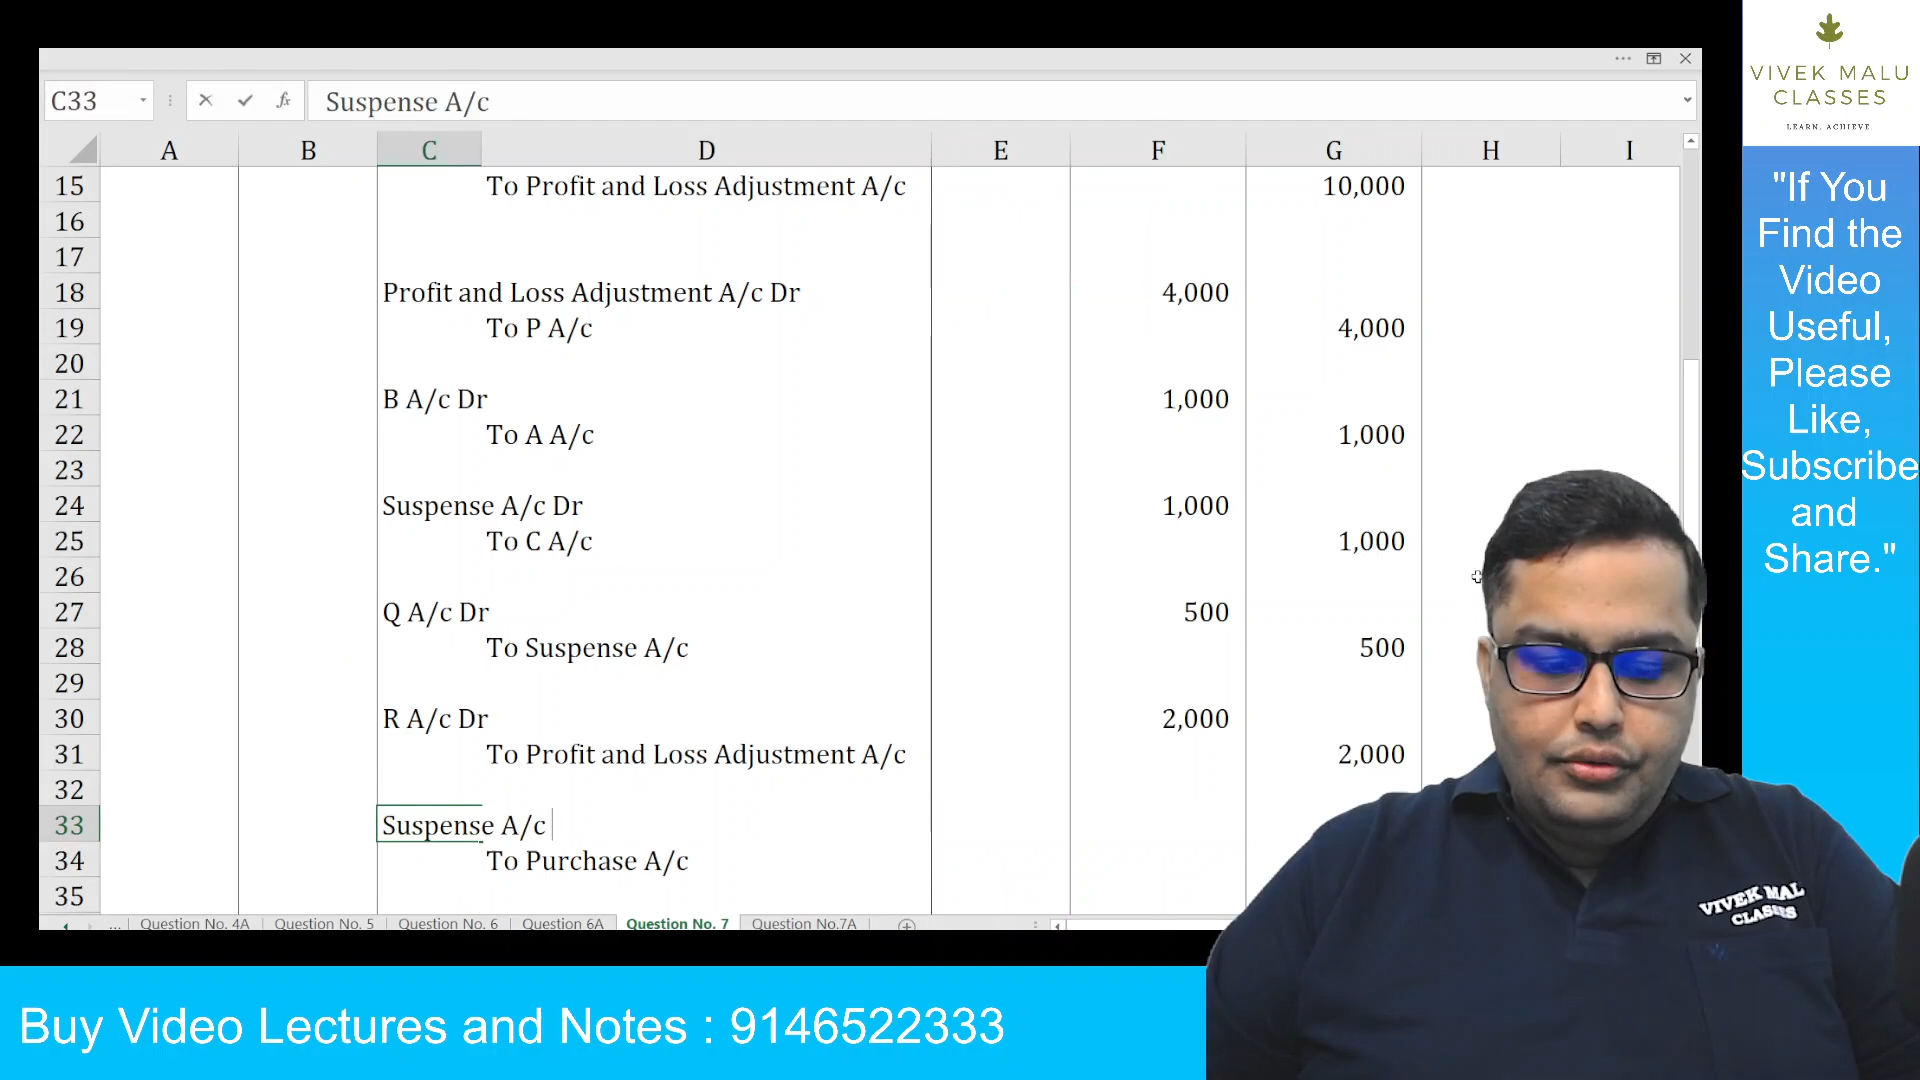 C33
fx
Suspense A/c
A B C D E F G H I
15 To Profit and Loss Adjustment A/c 10,000
16
17
18 Profit and Loss Adjustment A/c Dr 4,000
19 To P A/c 4,000
20
21 B A/c Dr 1,000
22 To A A/c 1,000
23
24 Suspense A/c Dr 1,000
25 To C A/c 1,000
26
27 Q A/c Dr 500
28 To Suspense A/c 500
29
30 R A/c Dr 2,000
31 To Profit and Loss Adjustment A/c 2,000
32
33 Suspense A/c
34 To Purchase A/c
35
... Question No. 4A Question No. 5 Question No. 6 Question 6A Question No. 7 Question No.7A
VIVEK MALU
CLASSES
LEARN. ACHIEVE.
"If You
Find the
Video
Useful,
Please
Like,
Subscribe
and
Share."
VIVEK MAL
CLASSES
Buy Video Lectures and Notes : 9146522333